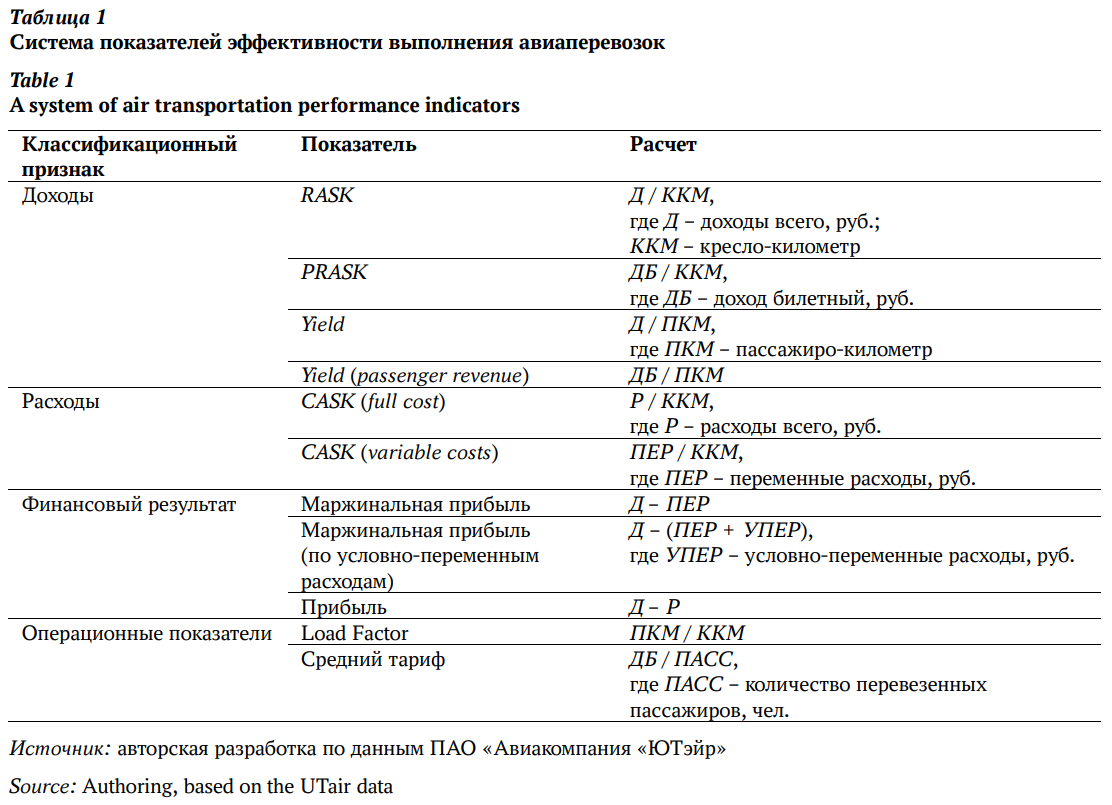 Таблица 1
Система показателей эффективности выполнения авиаперевозок
Table 1
A system of air transportation performance indicators
Классификационный признак Показатель Расчет
Доходы RASK Д / ККМ,
где Д – доходы всего, руб.;
ККМ – кресло-километр
PRASK ДБ / ККМ,
где ДБ – доход билетный, руб.
Yield Д / ПКМ,
где ПКМ – пассажиро-километр
Yield (passenger revenue) ДБ / ПКМ
Расходы CASK (full cost) Р / ККМ,
где Р – расходы всего, руб.
CASK (variable costs) ПЕР / ККМ,
где ПЕР – переменные расходы, руб.
Финансовый результат Маржинальная прибыль Д – ПЕР
Маржинальная прибыль Д – (ПЕР + УПЕР),
(по условно-переменным где УПЕР – условно-переменные расходы, руб.
расходам)
Прибыль Д – Р
Операционные показатели Load Factor ПКМ / ККМ
Средний тариф ДБ / ПАСС,
где ПАСС – количество перевезенных
пассажиров, чел.
Источник: авторская разработка по данным ПАО «Авиакомпания «ЮТэйр»
Source: Authoring, based on the UTair data